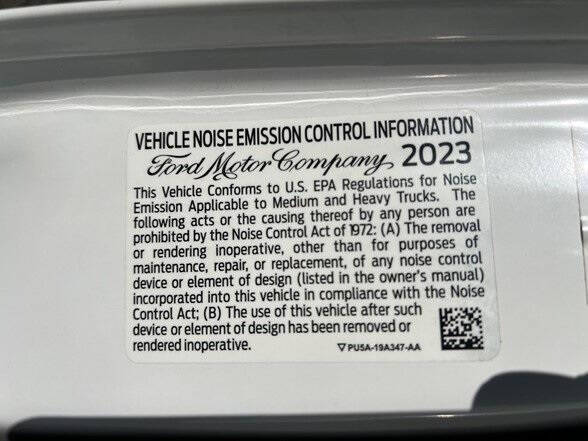 VEHICLE NOISE EMISSION CONTROL INFORMATION
Ford Motor Company, 2023
This Vehicle Conforms to U.S. EPA Regulations for Noise
Emission Applicable to Medium and Heavy Trucks. The
following acts or the causing thereof by any person are
prohibited by the Noise Control Act of 1972: (A) The removal
or rendering inoperative, other than for purposes of
maintenance, repair, or replacement, of any noise control
device or element of design (listed in the owner's manual)
incorporated into this vehicle in compliance with the Noise
Control Act; (B) The use of this vehicle after such
device or element of design has been removed or
rendered inoperative.
▽ PU5A-19A347-AA